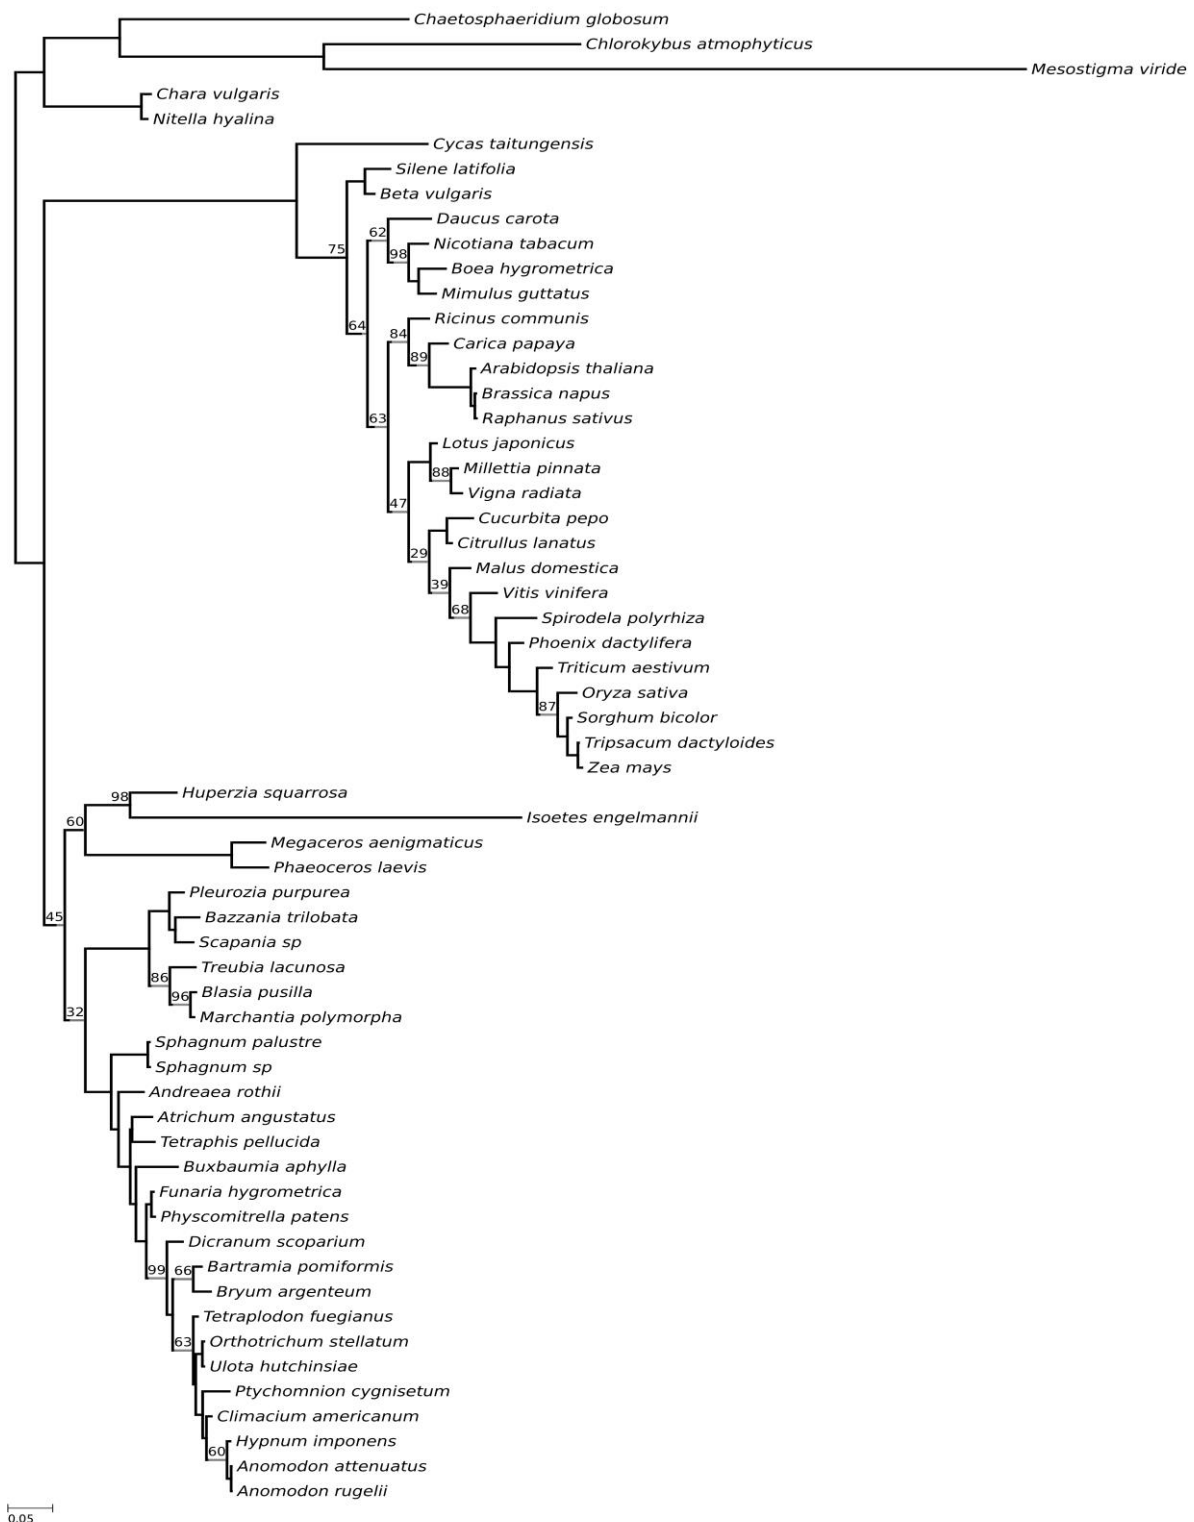 Chaetosphaeridium globosum
Chlorokybus atmophyticus
Mesostigma viride
Chara vulgaris
Nitella hyalina
Cycas taitungensis
Silene latifolia
Beta vulgaris
Daucus carota
62
Nicotiana tabacum
75
98
Boea hygrometrica
Mimulus guttatus
Ricinus communis
64
84
Carica papaya
89
Arabidopsis thaliana
Brassica napus
Raphanus sativus
63
Lotus japonicus
Millettia pinnata
88
Vigna radiata
47
Cucurbita pepo
Citrullus lanatus
29
Malus domestica
39
Vitis vinifera
68
Spirodela polyrhiza
Phoenix dactylifera
Triticum aestivum
Oryza sativa
87
Sorghum bicolor
Tripsacum dactyloides
Zea mays
98
Huperzia squarrosa
60
Isoetes engelmannii
Megaceros aenigmaticus
Phaeoceros laevis
Pleurozia purpurea
45
Bazzania trilobata
Scapania sp
Treubia lacunosa
86
Blasia pusilla
96
Marchantia polymorpha
32
Sphagnum palustre
Sphagnum sp
Andreaea rothii
Atrichum angustatus
Tetraphis pellucida
Buxbaumia aphylla
Funaria hygrometrica
Physcomitrella patens
Dicranum scoparium
99
66
Bartramia pomiformis
Bryum argenteum
Tetraplodon fuegianus
63
Orthotrichum stellatum
Ulota hutchinsiae
Ptychomnion cygnisetum
Climacium americanum
Hypnum imponens
60
Anomodon attenuatus
Anomodon rugelii
0.05